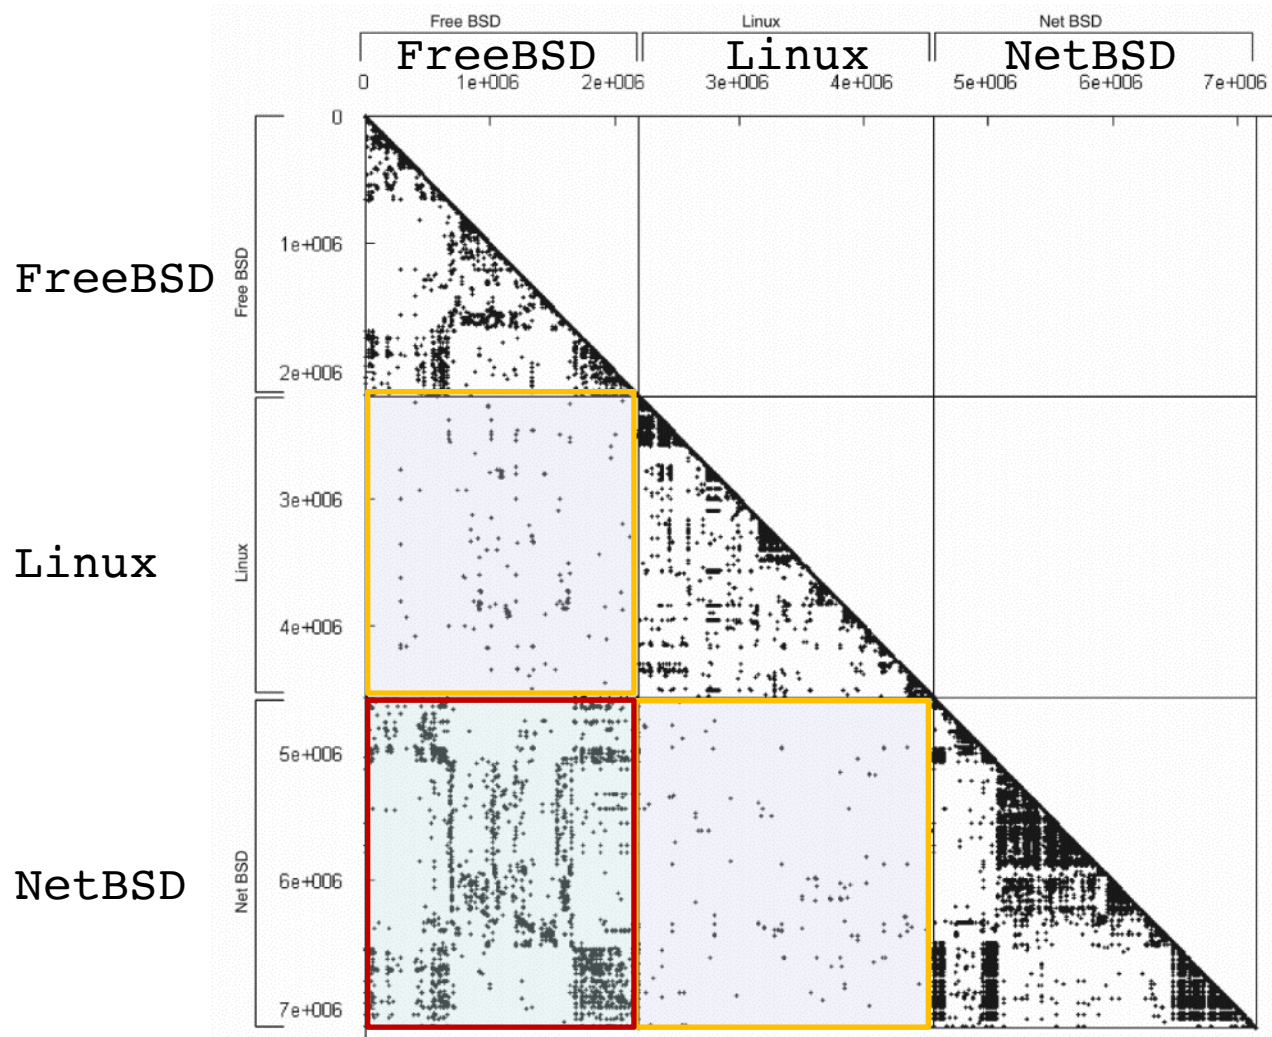 Free BSD Linux Net BSD
FreeBSD Linux NetBSD
0 1e+006 2e+006 3e+006 4e+006 5e+006 6e+006 7e+006
0
1e+006
FreeBSD
Free BSD
2e+006
3e+006
Linux
Linux
4e+006
5e+006
6e+006
NetBSD
Net BSD
7e+006